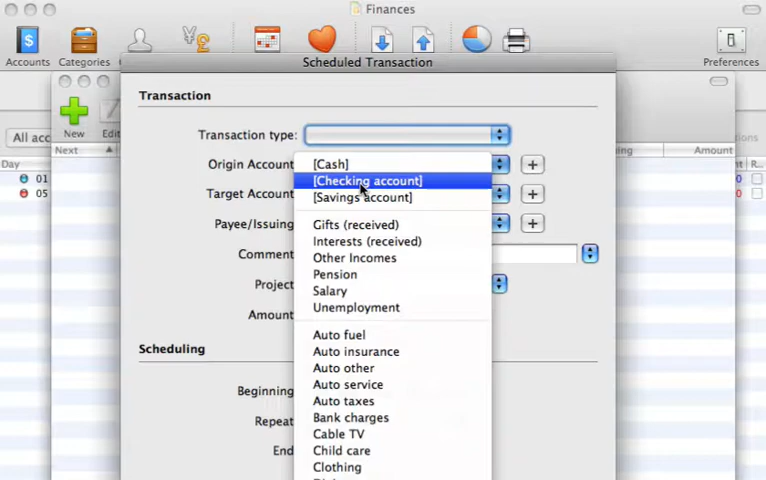 Finances
Accounts
Categories
Preferences
Scheduled Transaction
Transaction
New
Transaction type:
All acc
Day
Next
Amount
Origin Account
[Cash]
01
[Checking account]
05
Target Account
[Savings account]
Payee/Issuing
Gifts (received)
Interests (received)
Comment
Other Incomes
Pension
Project
Salary
Amount
Unemployment
Auto fuel
Scheduling
Auto insurance
Auto other
Beginning
Auto service
Auto taxes
Repeat
Bank charges
Cable TV
End
Child care
Clothing